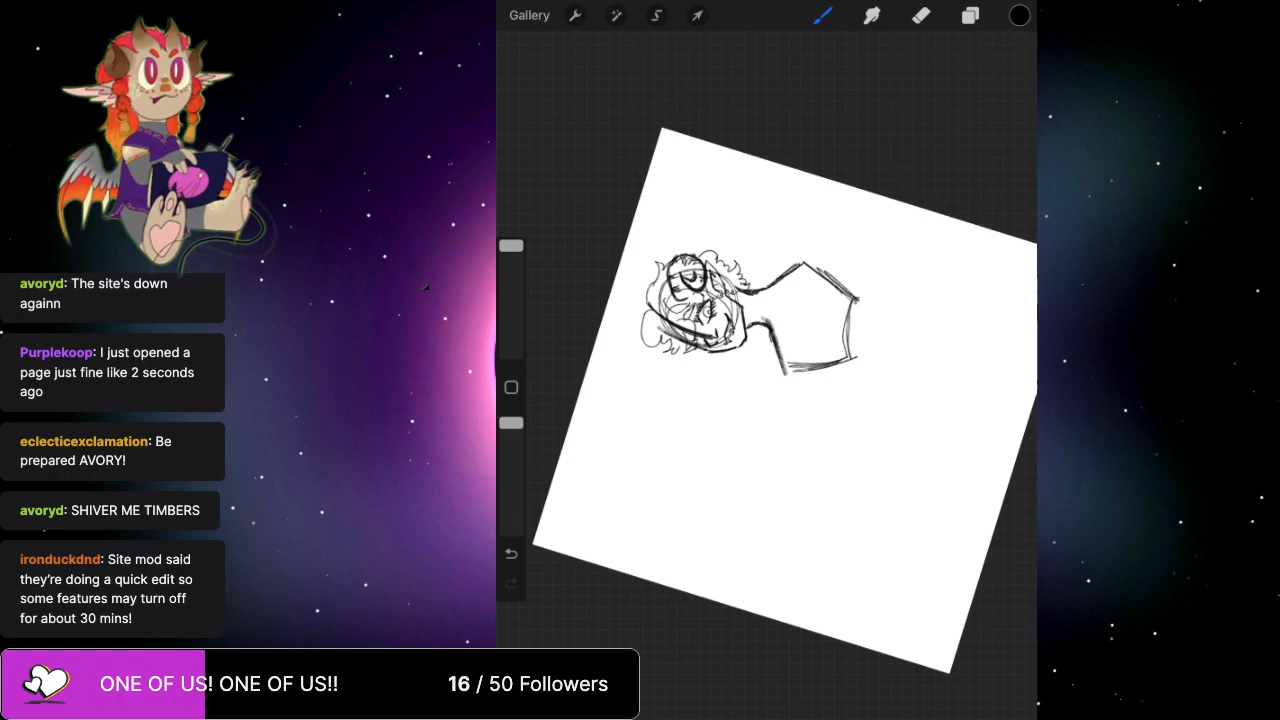 Gallery
avoryd: The site's down
againn
Purplekoop: I just opened a
page just fine like 2 seconds
ago
eclecticexclamation: Be
prepared AVORY!
avoryd: SHIVER ME TIMBERS
ironduckdnd: Site mod said
they're doing a quick edit so
some features may turn off
for about 30 mins!
ONE OF US! ONE OF US!! 16 / 50 Followers